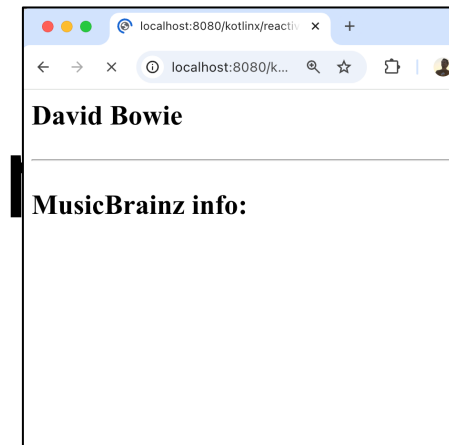 localhost:8080/kotlinx/reactiv
localhost:8080/k...
David Bowie
MusicBrainz info: